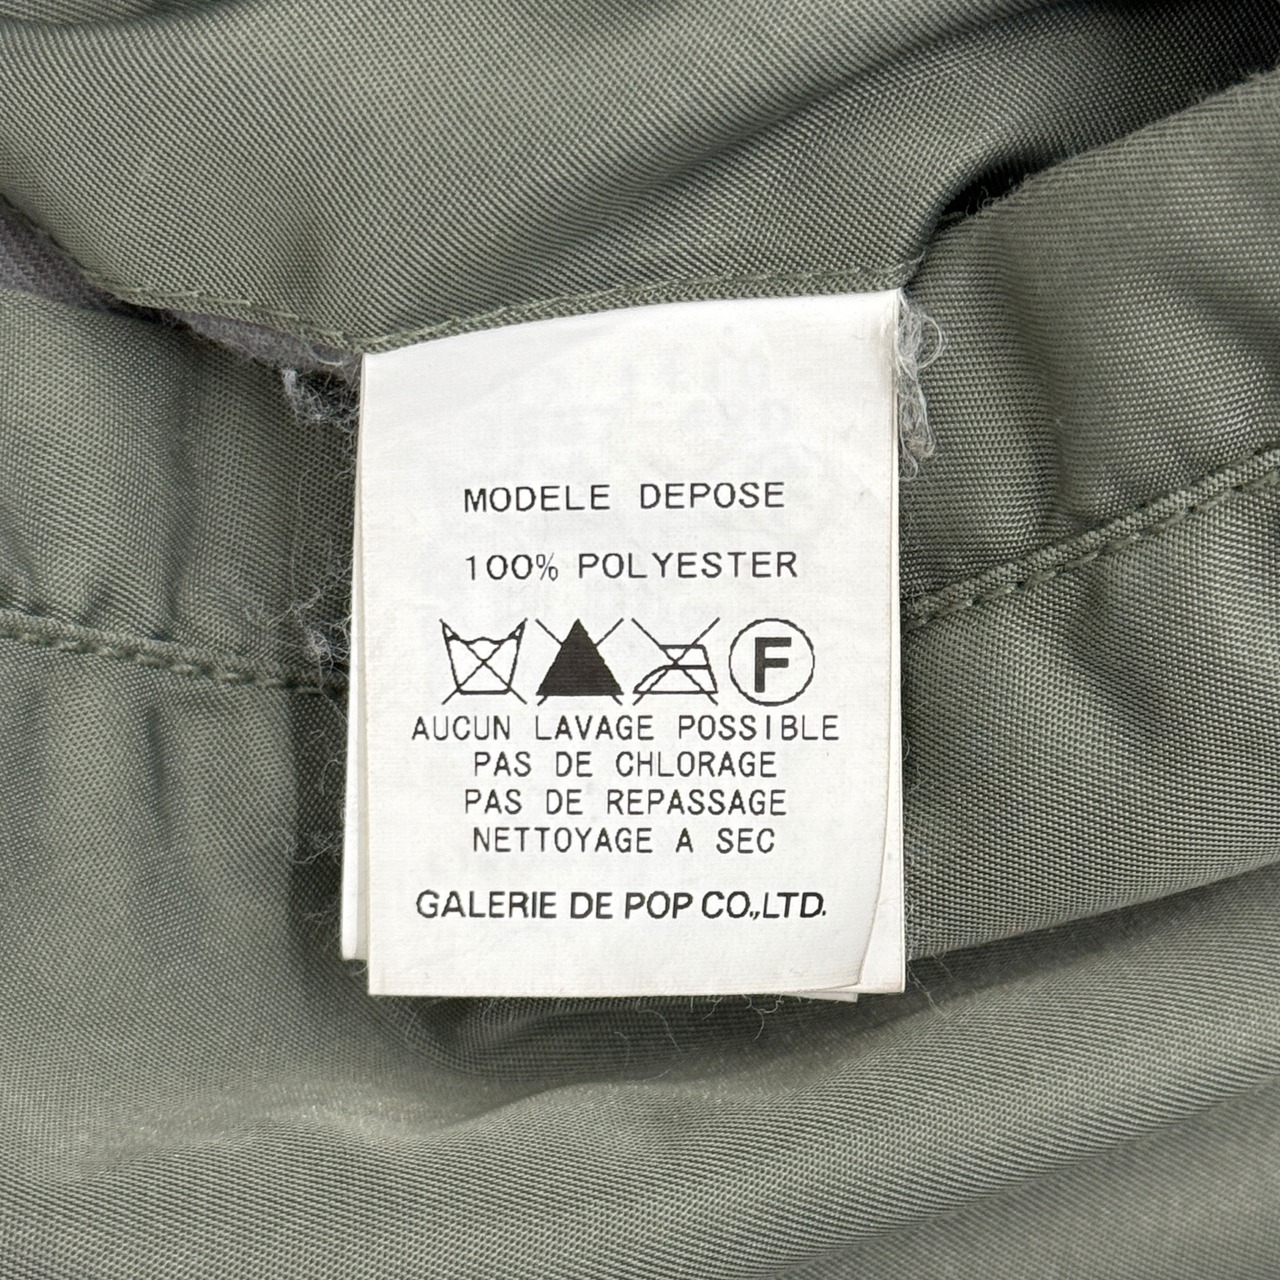 MODELE DEPOSE
100% POLYESTER
F
AUCUN LAVAGE POSSIBLE
PAS DE CHLORAGE
PAS DE REPASSAGE
NETTOYAGE A SEC
GALERIE DE POP CO.,LTD.